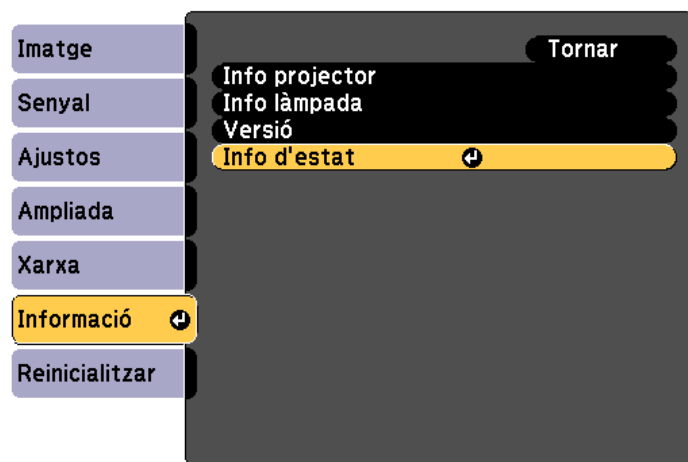 Imatge
Senyal
Ajustos
Ampliada
Xarxa
Informació
Reinicialitzar
Tornar
Info projector
Info làmpada
Versió
Info d'estat